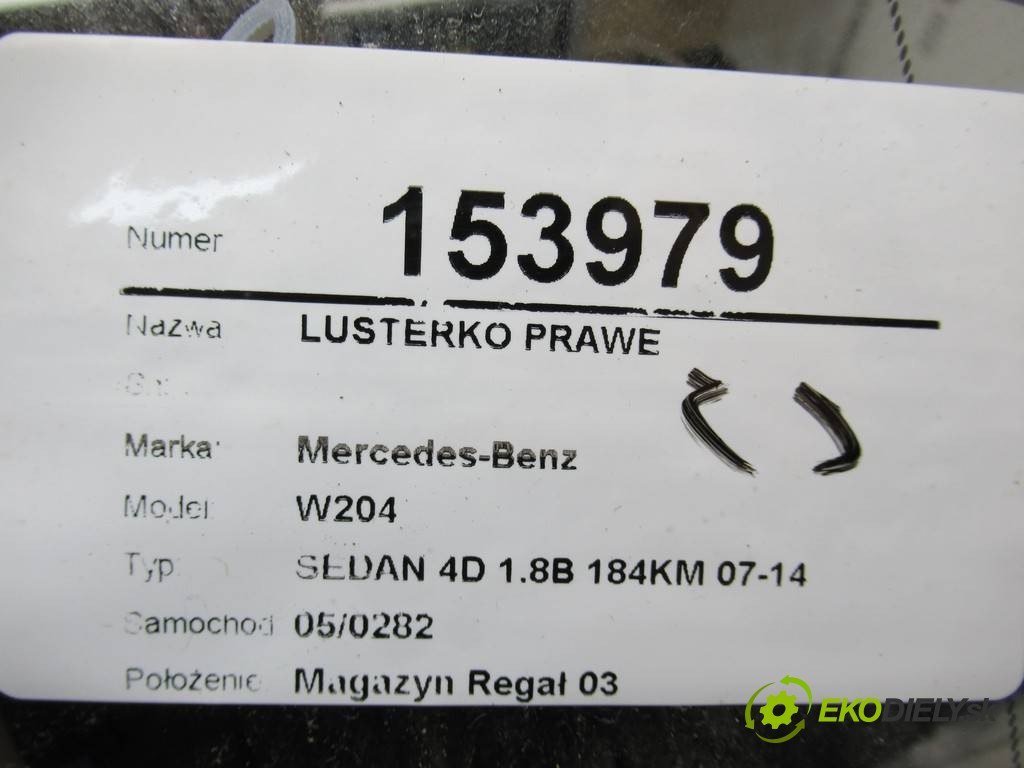 Numer 153979
Nazwa LUSTERKO PRAWE
Marka: Mercedes-Benz
Model W204
Typ SEDAN 4D 1.8B 184KM 07-14
Samochod 05/0282
Położenie Magazyn Regał 03
EKODIELY.sk